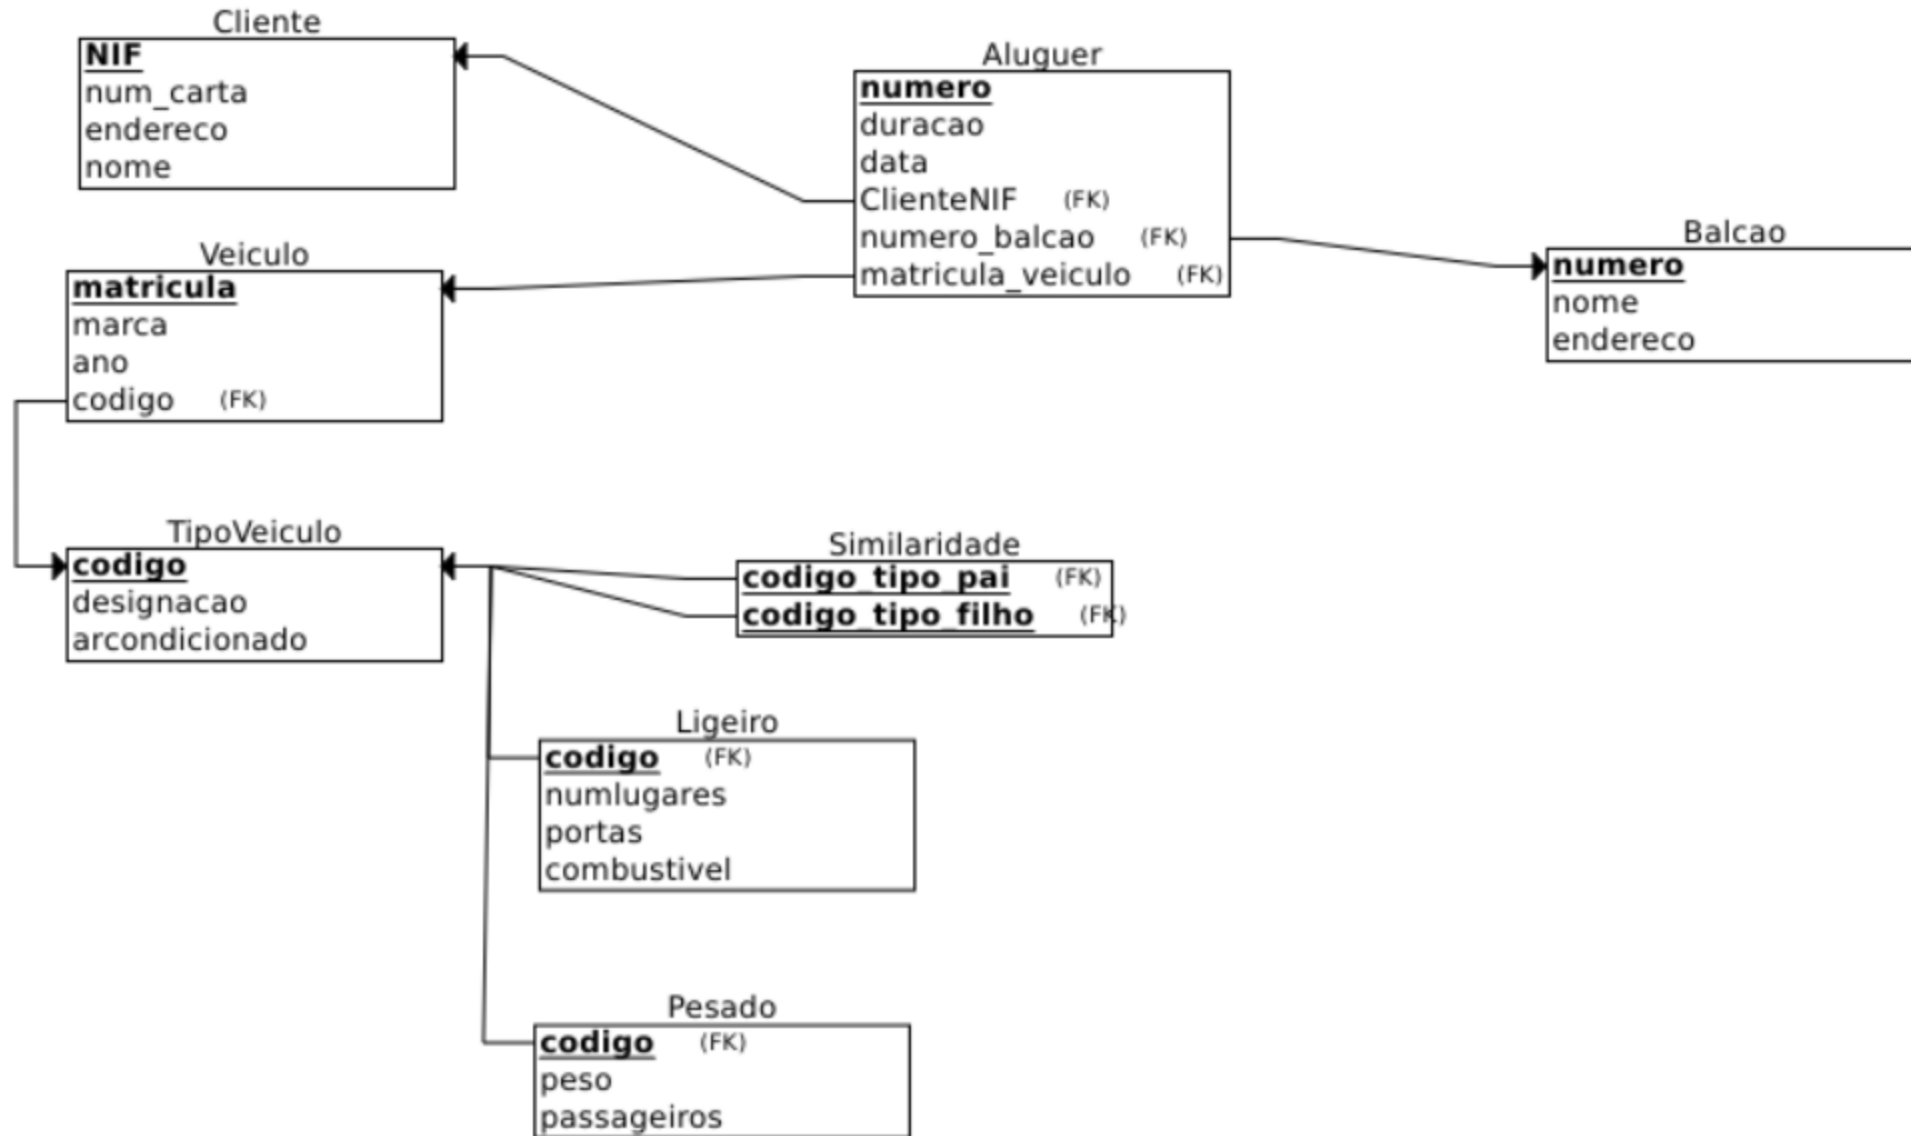 Cliente
NIF
num_carta
endereco
nome
Aluguer
numero
duracao
data
ClienteNIF (FK)
numero_balcao (FK)
matricula_veiculo (FK)
Balcao
numero
nome
endereco
Veiculo
matricula
marca
ano
codigo (FK)
TipoVeiculo
codigo
designacao
arcondicionado
Similaridade
codigo_tipo_pai (FK)
codigo_tipo_filho (FK)
Ligeiro
codigo (FK)
numlugares
portas
combustivel
Pesado
codigo (FK)
peso
passageiros